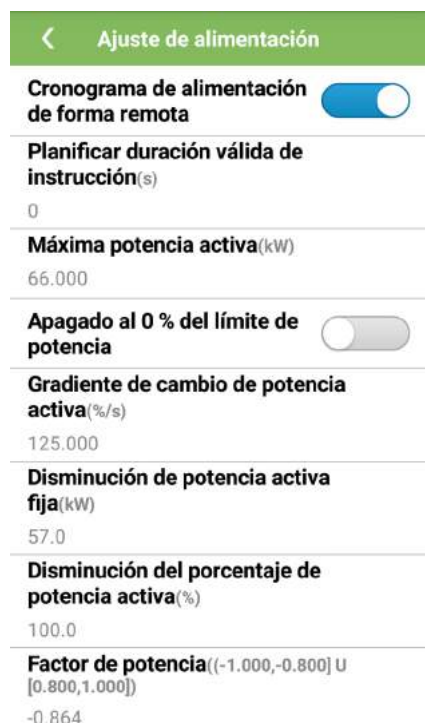 Ajuste de alimentación
Cronograma de alimentación
de forma remota
Planificar duración válida de
instrucción(s)
0
Máxima potencia activa(kW)
66.000
Apagado al 0 % del límite de
potencia
Gradiente de cambio de potencia
activa(%/s)
125.000
Disminución de potencia activa
fija(kW)
57.0
Disminución del porcentaje de
potencia activa(%)
100.0
Factor de potencia((-1.000,-0.800] U
[0.800,1.000])
-0.864